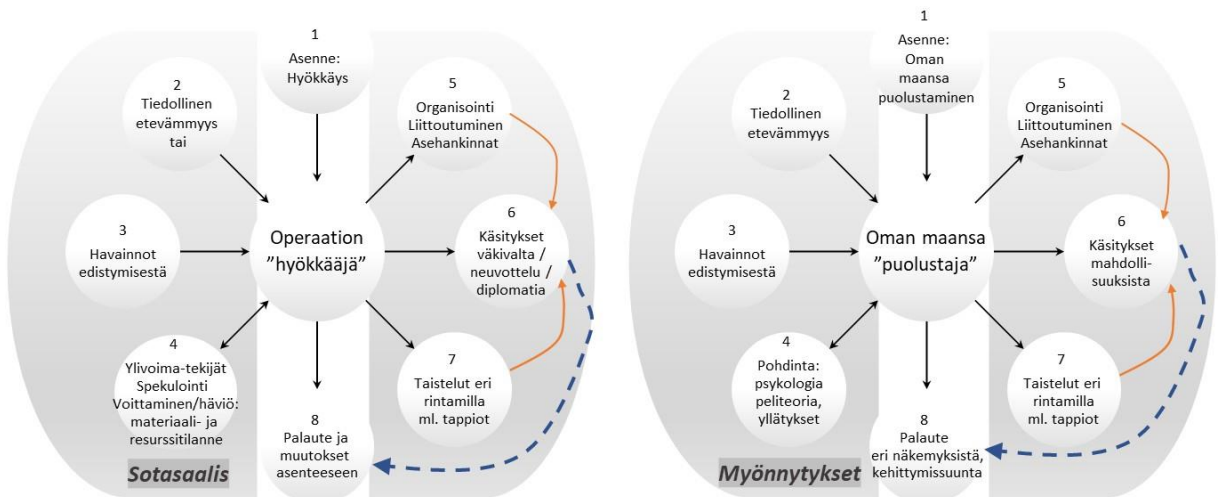 1
Asenne:
Hyökkäys
2
Tiedollinen
etevämmyys
tai
3
Havainnot
edistymisestä
4
Ylivoima-tekijät
Spekulointi
Voittaminen/häviö:
materiaali- ja
resurssitilanne
Operaation
”hyökkääjä”
5
Organisointi
Liittoutuminen
Asehankinnat
6
Käsitykset
väkivalta /
neuvottelu /
diplomatia
7
Taistelut eri
rintamilla
ml. tappiot
8
Palaute ja
muutokset
asenteeseen
Sotasaalis
1
Asenne:
Oman
maansa
puolustaminen
2
Tiedollinen
etevämmyys
3
Havainnot
edistymisestä
4
Pohdinta:
psykologia
peliteoria,
yllätykset
Oman maansa
”puolustaja”
5
Organisointi
Liittoutuminen
Asehankinnat
6
Käsitykset
mahdolli-
suuksista
7
Taistelut eri
rintamilla
ml. tappiot
8
Palaute
eri näkemyksistä,
kehittymissuunta
Myönnytykset